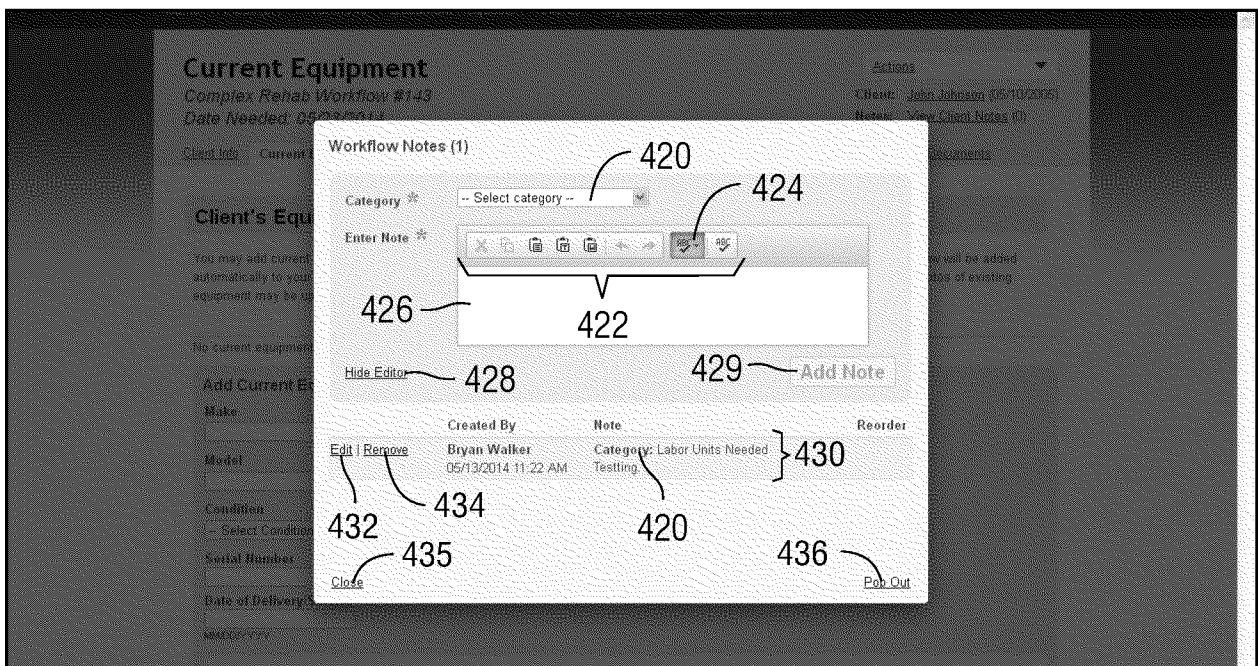 Current Equipment
Complex Rehab Workflow #143
Date Needed: 05/23/2014
Actions
Client: John Johnson (05/10/2005)
Notes: View Client Notes (0)
Client Info Current
Documents
Workflow Notes (1)
420
Category * -- Select category --
424
Client's Equ
Enter Note *
ABC ABC
You may add current
automatically to your
equipment may be up
will be added
of existing
426
422
No current equipment
Hide Editor
428
429
Add Note
Add Current E
Make
Model
Condition
-- Select Condition
Serial Number
Date of Delivery
MM/DD/YYYY
Created By Note Reorder
Edit | Remove Bryan Walker Category: Labor Units Needed
05/13/2014 11:22 AM Testting.
430
432
434
420
435
436
Close
Pop Out